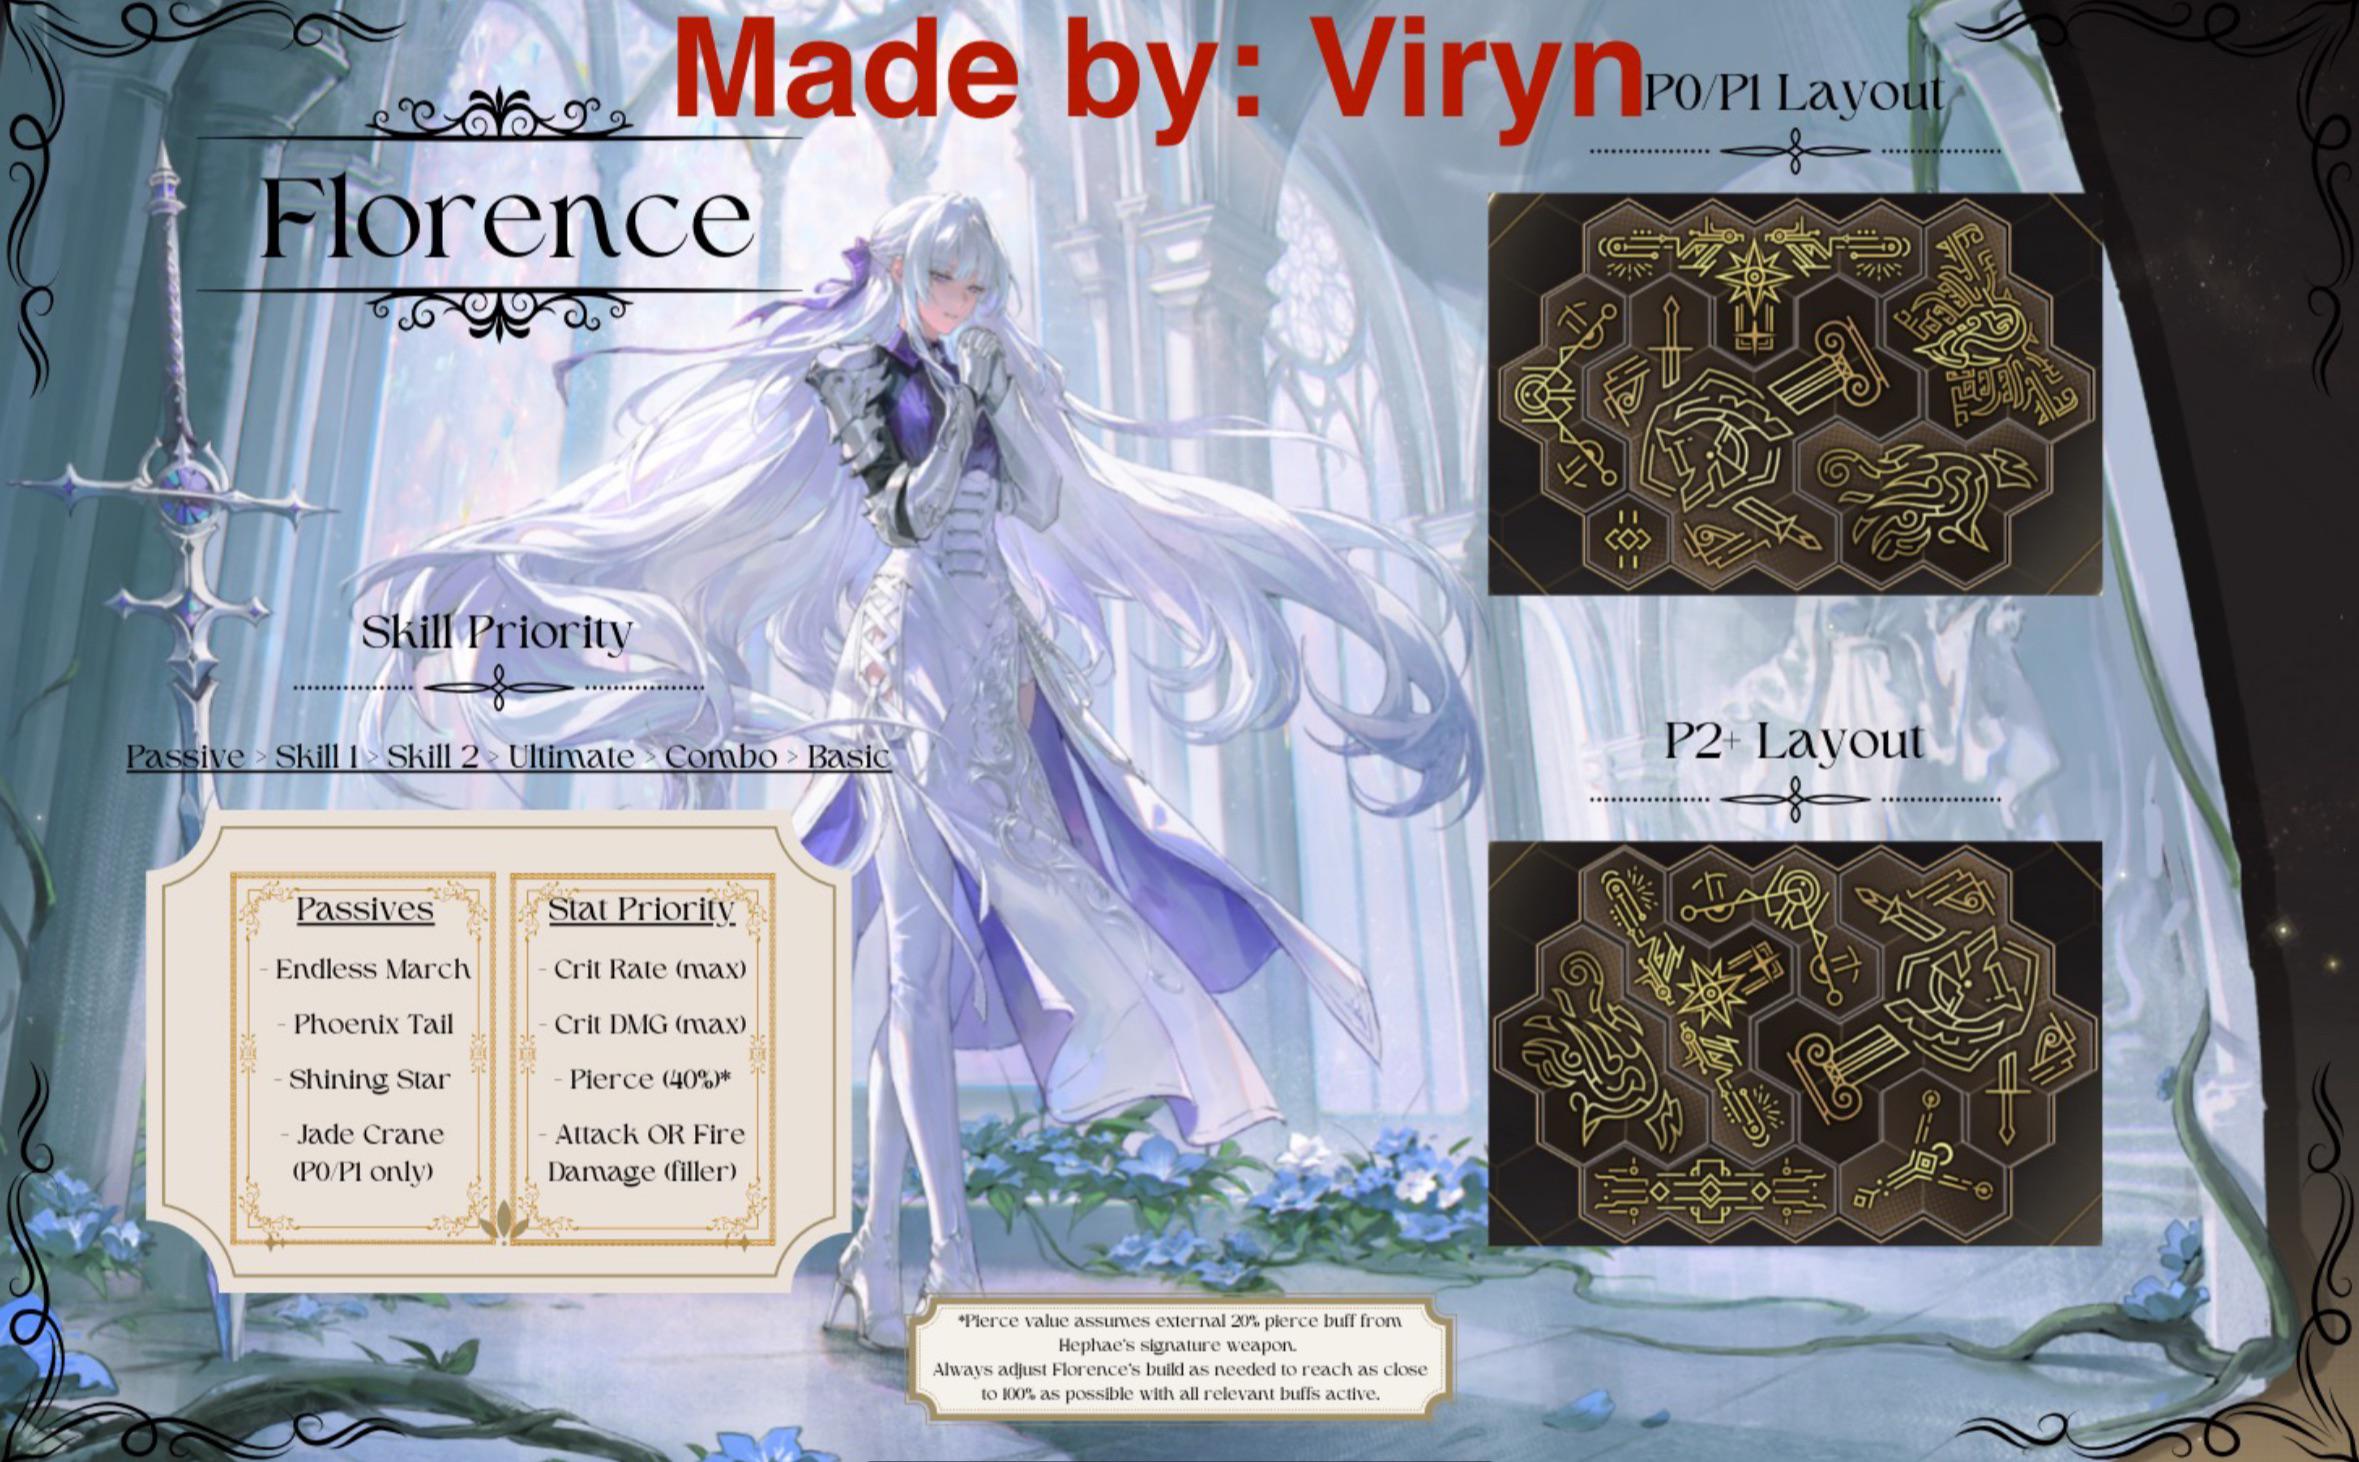 Made by: Viryn
Florence
Skill Priority
Passive > Skill 1 > Skill 2 > Ultimate > Combo > Basic
Passives
- Endless March
- Phoenix Tail
- Shining Star
- Jade Crane
(P0/P1 only)
Stat Priority
- Crit Rate (max)
- Crit DMG (max)
- Pierce (40%)*
- Attack OR Fire
Damage (filler)
P0/P1 Layout
P2+ Layout
*Pierce value assumes external 20% pierce buff from
Hephae's signature weapon.
Always adjust Florence's build as needed to reach as close
to 100% as possible with all relevant buffs active.